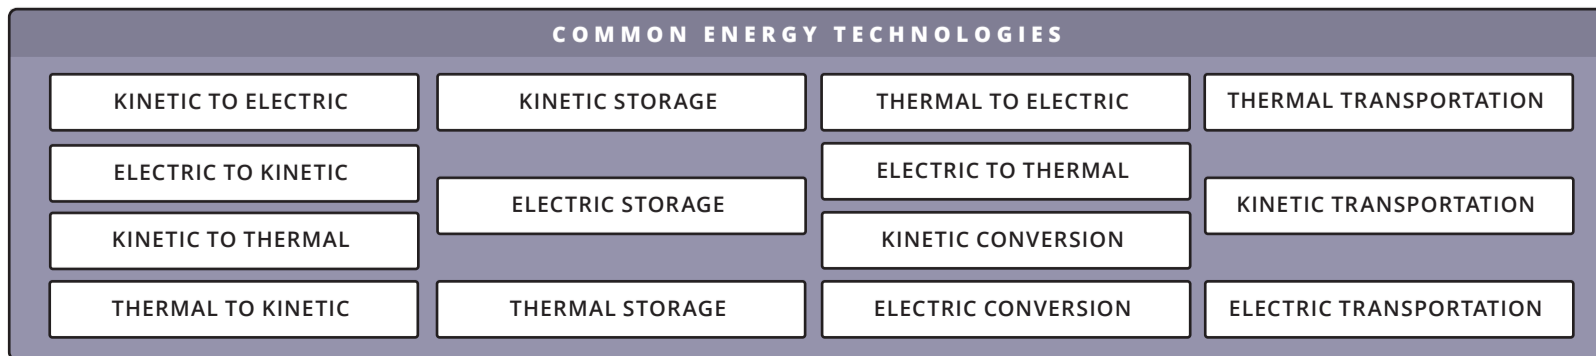 COMMON ENERGY TECHNOLOGIES
KINETIC TO ELECTRIC
ELECTRIC TO KINETIC
KINETIC TO THERMAL
THERMAL TO KINETIC
KINETIC STORAGE
ELECTRIC STORAGE
THERMAL STORAGE
THERMAL TO ELECTRIC
ELECTRIC TO THERMAL
KINETIC CONVERSION
ELECTRIC CONVERSION
THERMAL TRANSPORTATION
KINETIC TRANSPORTATION
ELECTRIC TRANSPORTATION